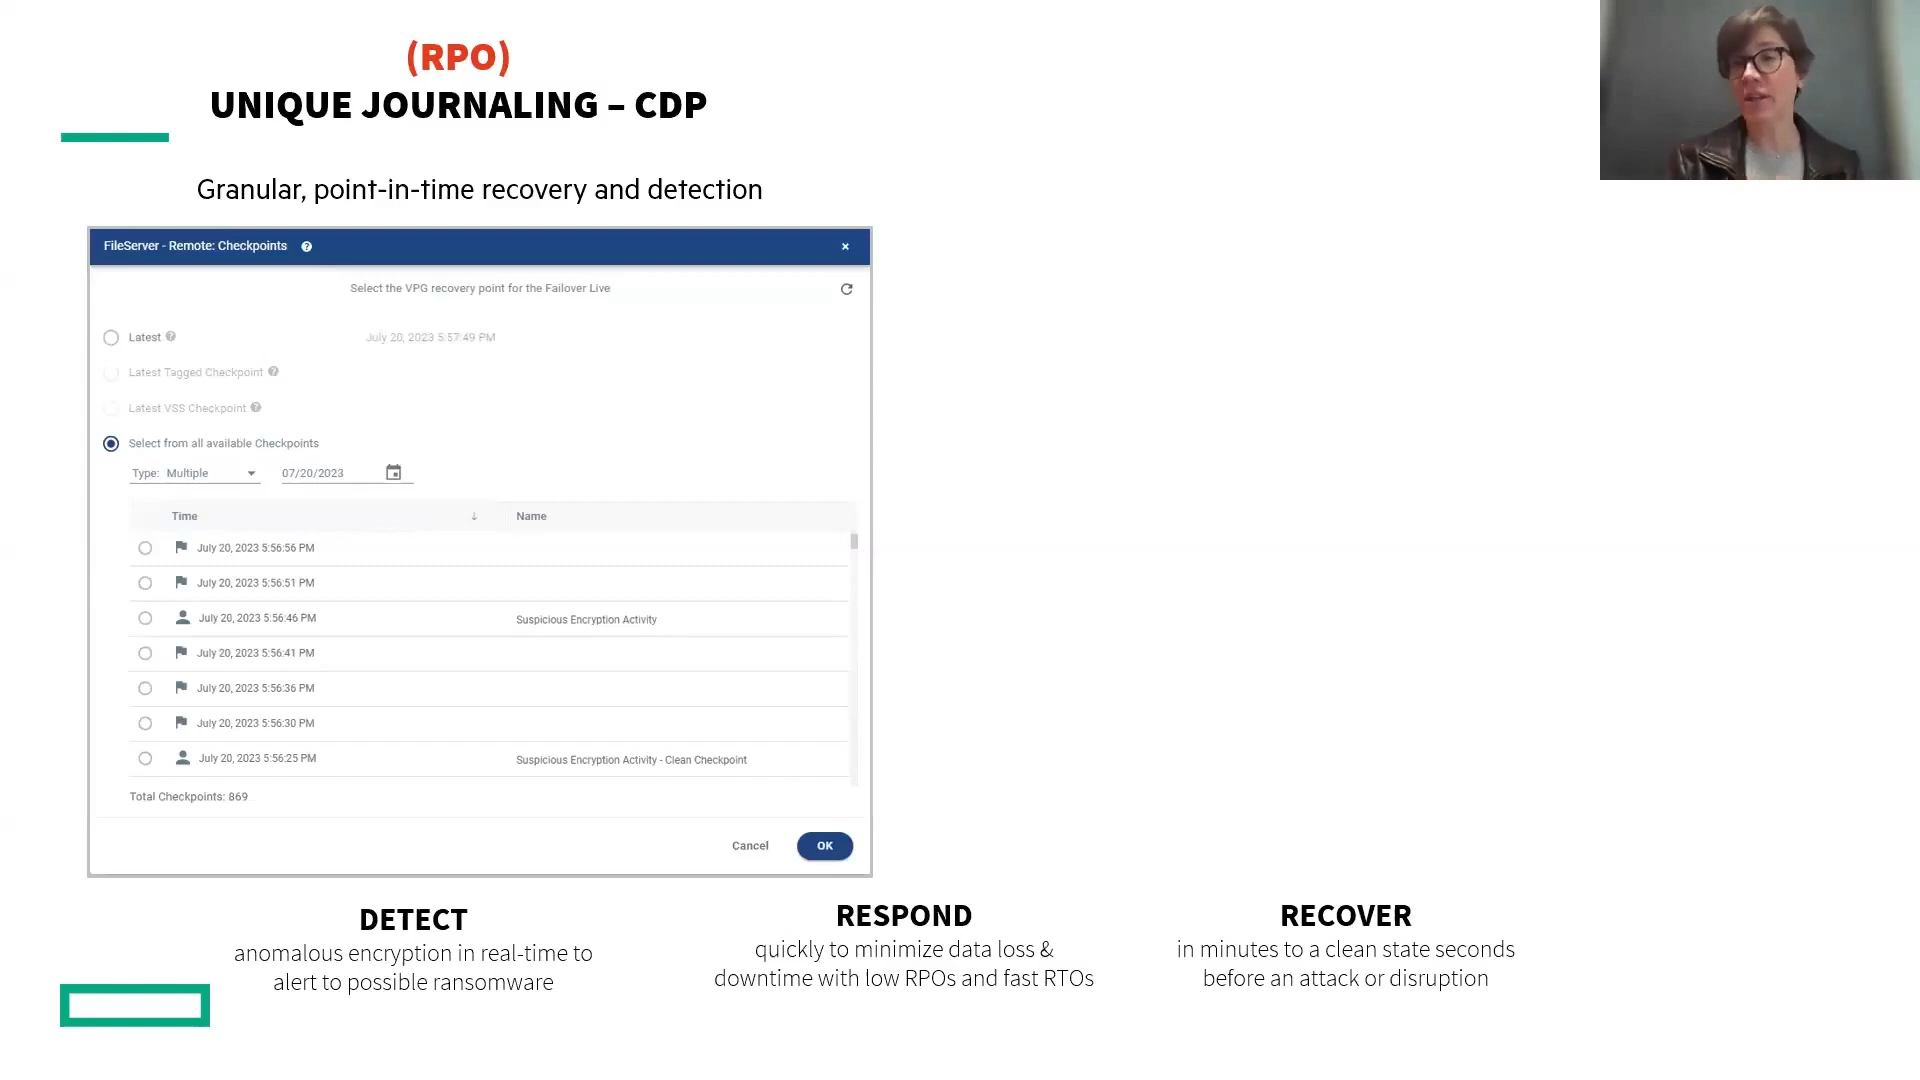 (RPO)
UNIQUE JOURNALING – CDP
Granular, point-in-time recovery and detection
FileServer - Remote: Checkpoints ?
×
Select the VPG recovery point for the Failover Live
Latest ? July 20, 2023 5:57:49 PM
Latest Tagged Checkpoint ?
Latest VSS Checkpoint ?
Select from all available Checkpoints
Type: Multiple 07/20/2023
Time ↓ Name
July 20, 2023 5:56:56 PM
July 20, 2023 5:56:51 PM
July 20, 2023 5:56:46 PM Suspicious Encryption Activity
July 20, 2023 5:56:41 PM
July 20, 2023 5:56:36 PM
July 20, 2023 5:56:30 PM
July 20, 2023 5:56:25 PM Suspicious Encryption Activity - Clean Checkpoint
Total Checkpoints: 869
Cancel OK
DETECT
anomalous encryption in real-time to
alert to possible ransomware
RESPOND
quickly to minimize data loss &
downtime with low RPOs and fast RTOs
RECOVER
in minutes to a clean state seconds
before an attack or disruption